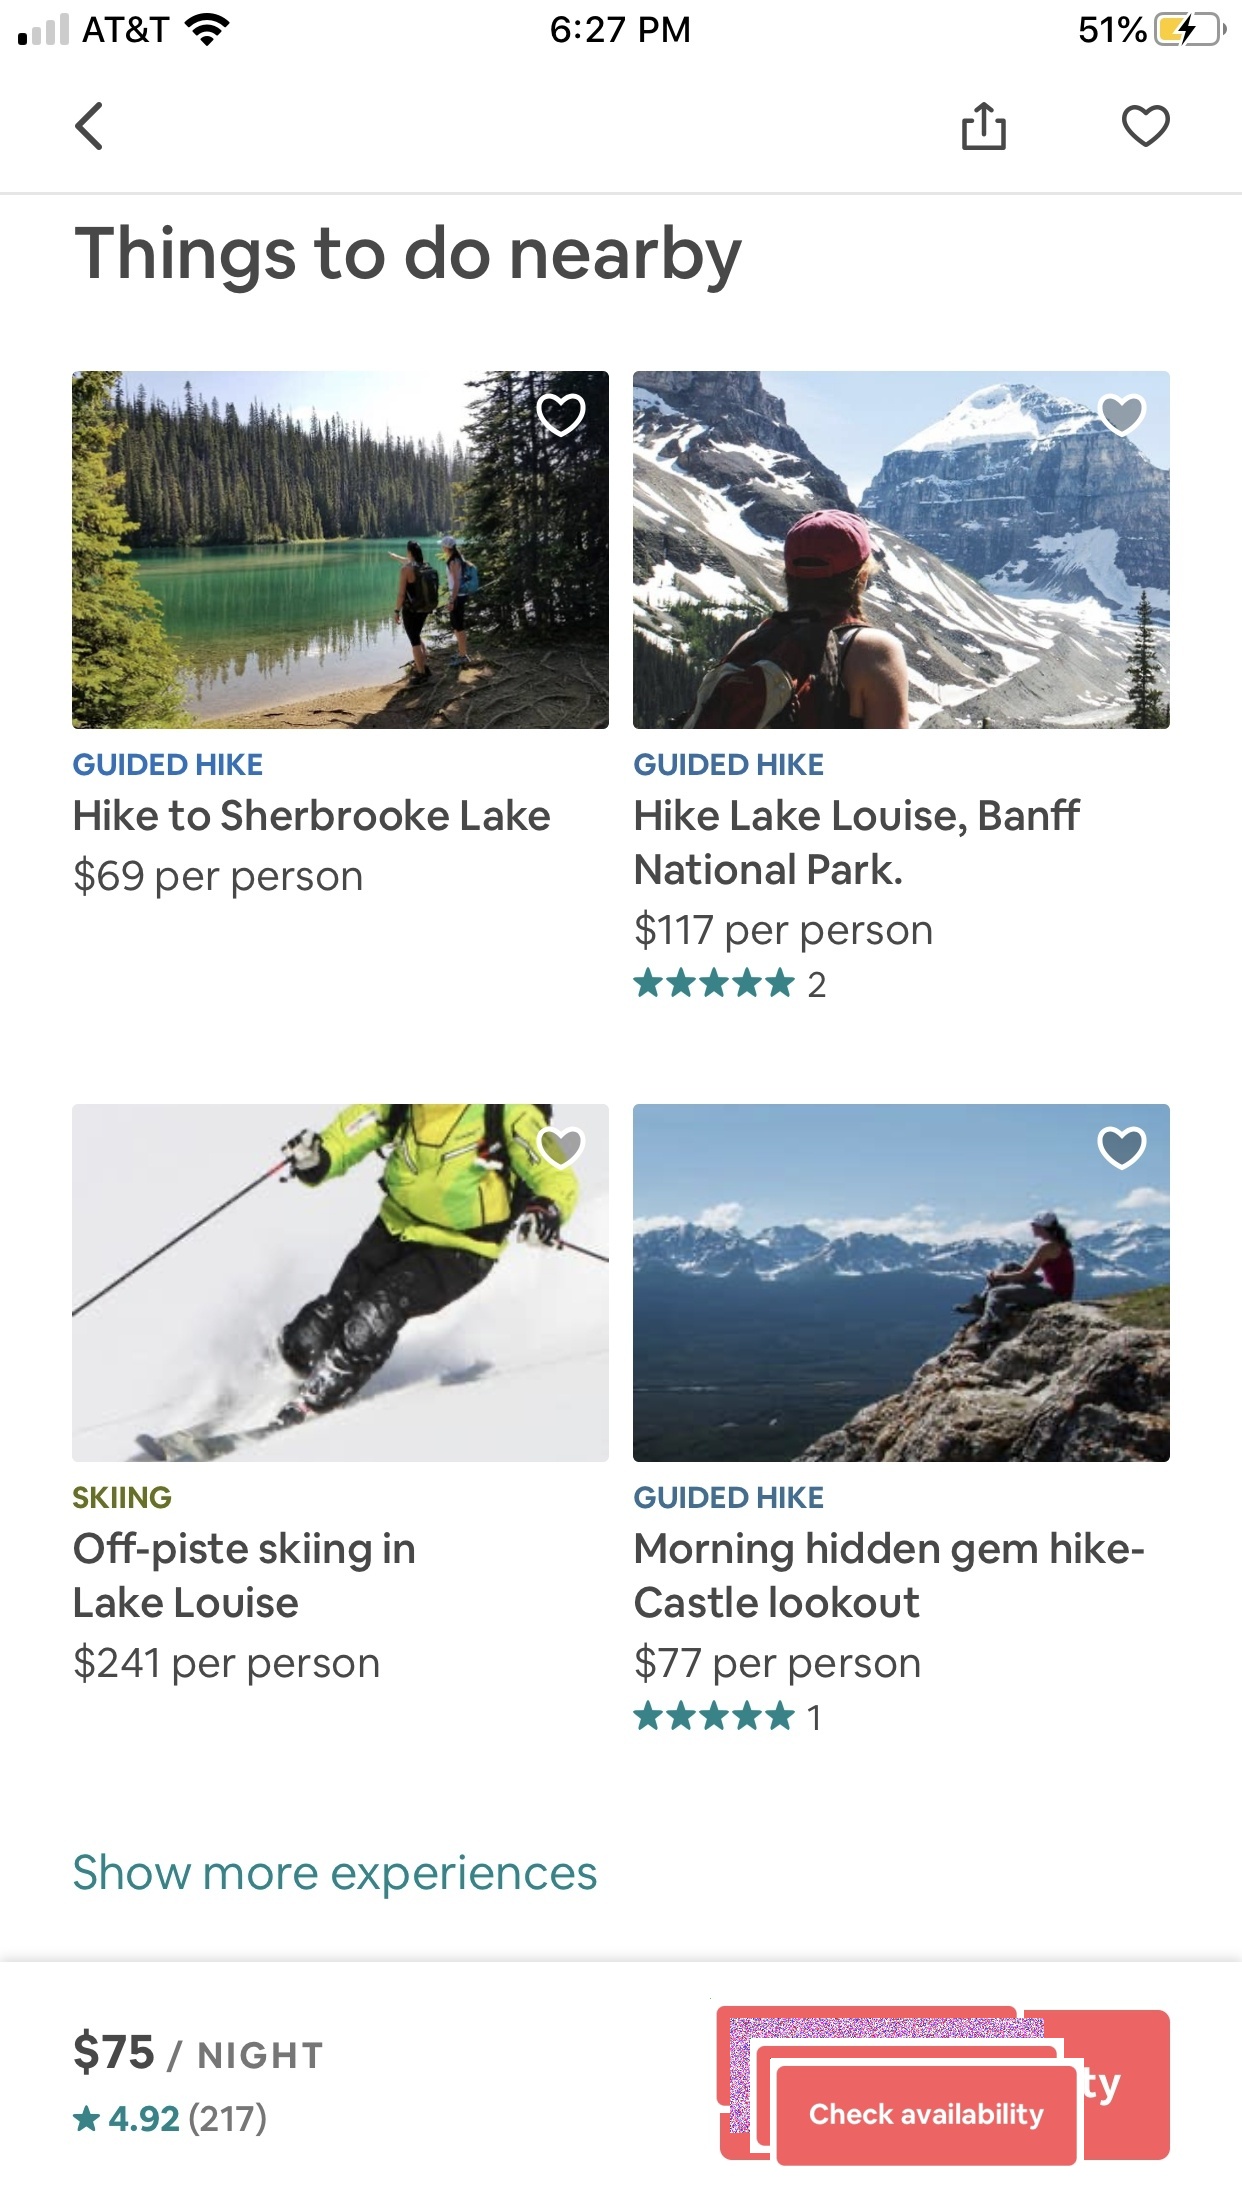 AT&T 6:27 PM 51%
Things to do nearby
GUIDED HIKE
Hike to Sherbrooke Lake
$69 per person
GUIDED HIKE
Hike Lake Louise, Banff
National Park.
$117 per person
2
SKIING
Off-piste skiing in
Lake Louise
$241 per person
GUIDED HIKE
Morning hidden gem hike-
Castle lookout
$77 per person
1
Show more experiences
$75 / NIGHT
4.92 (217)
ty
Check availability